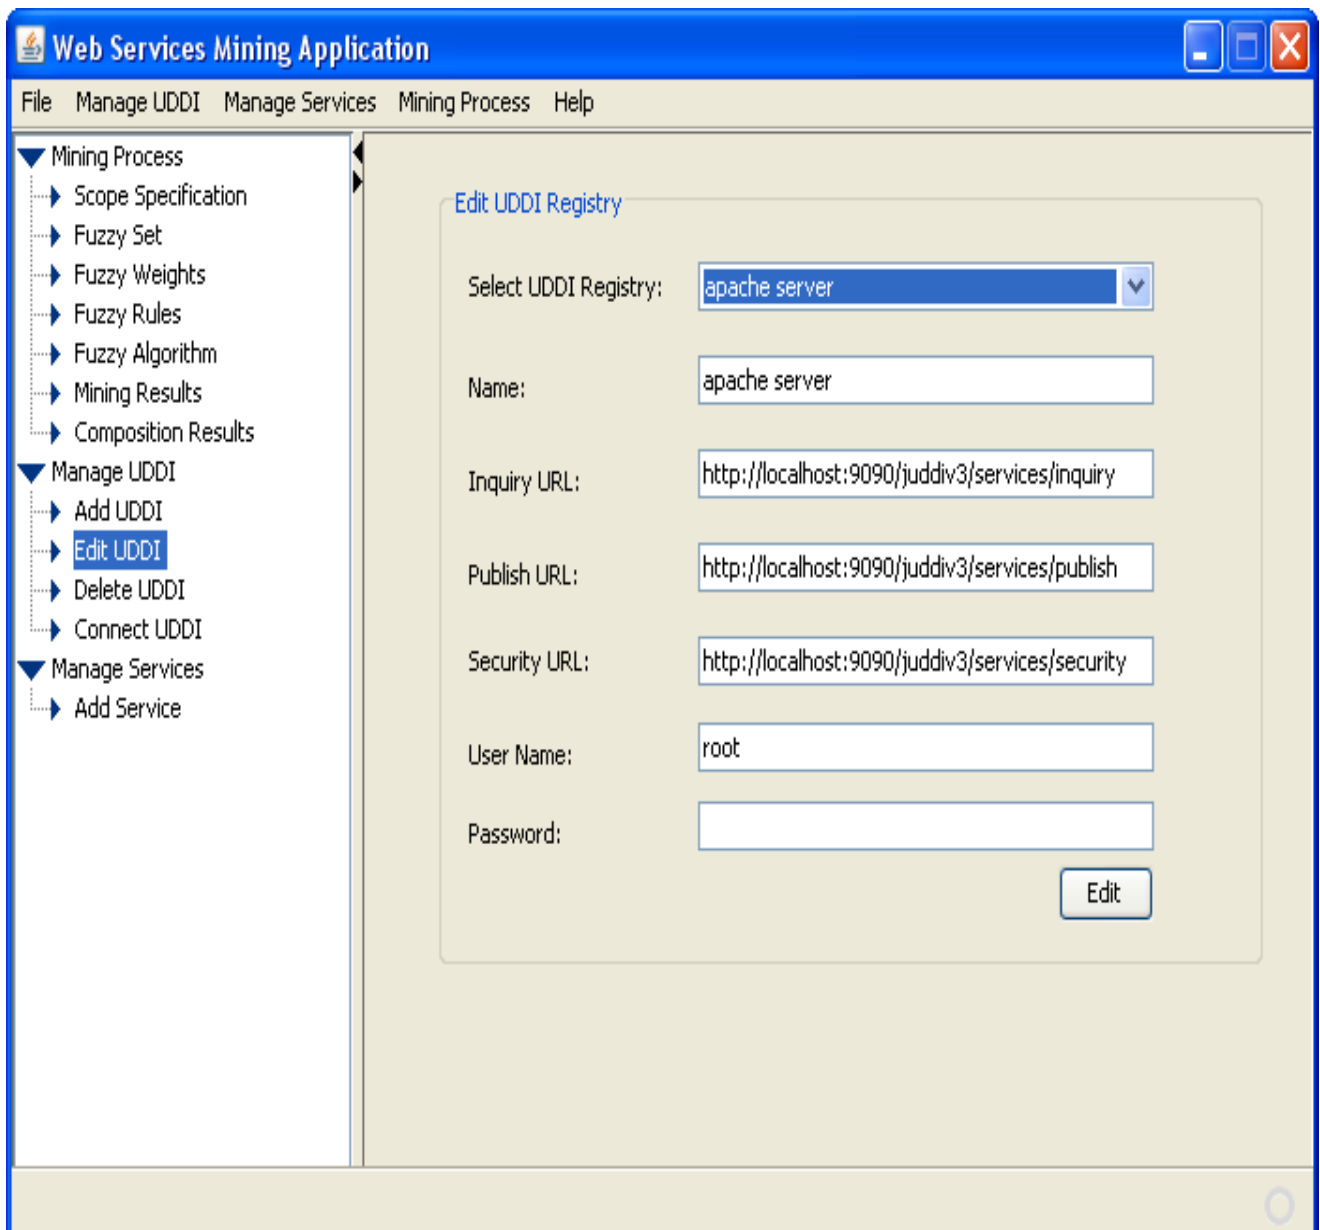 Web Services Mining Application
File Manage UDDI Manage Services Mining Process Help
Mining Process
Scope Specification
Fuzzy Set
Fuzzy Weights
Fuzzy Rules
Fuzzy Algorithm
Mining Results
Composition Results
Manage UDDI
Add UDDI
Edit UDDI
Delete UDDI
Connect UDDI
Manage Services
Add Service
Edit UDDI Registry
Select UDDI Registry: apache server
Name: apache server
Inquiry URL: http://localhost:9090/juddiv3/services/inquiry
Publish URL: http://localhost:9090/juddiv3/services/publish
Security URL: http://localhost:9090/juddiv3/services/security
User Name: root
Password:
Edit